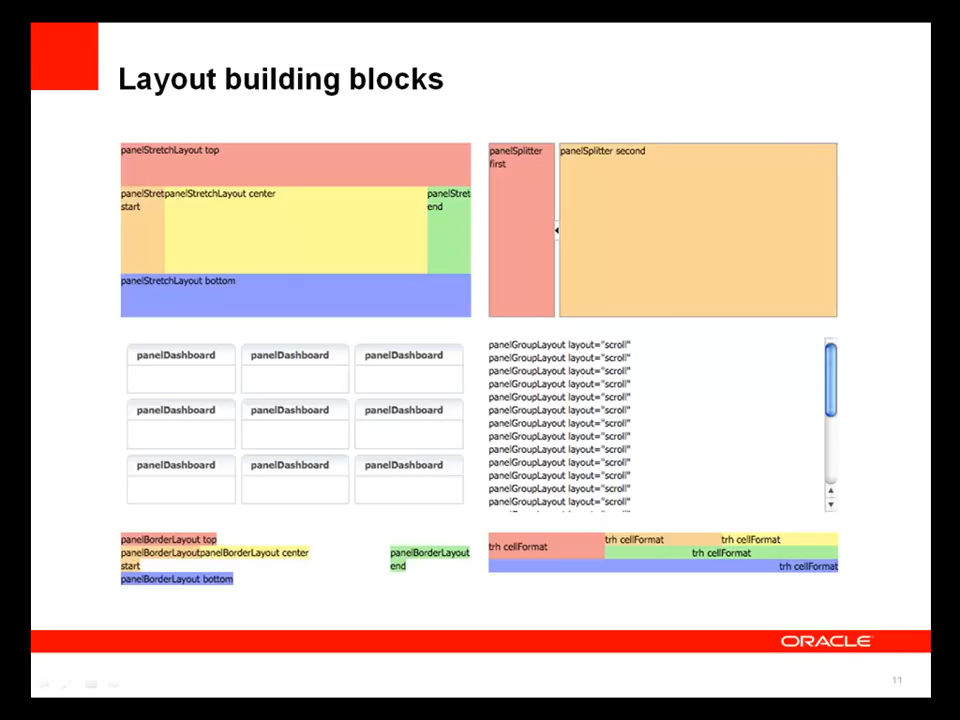 Layout building blocks
panelStretchLayout top
panelStret
start
panelStretchLayout center
panelStret
end
panelStretchLayout bottom
panelSplitter
first
panelSplitter second
panelDashboard panelDashboard panelDashboard
panelDashboard panelDashboard panelDashboard
panelDashboard panelDashboard panelDashboard
panelGroupLayout layout="scroll"
panelGroupLayout layout="scroll"
panelGroupLayout layout="scroll"
panelGroupLayout layout="scroll"
panelGroupLayout layout="scroll"
panelGroupLayout layout="scroll"
panelGroupLayout layout="scroll"
panelGroupLayout layout="scroll"
panelGroupLayout layout="scroll"
panelGroupLayout layout="scroll"
panelGroupLayout layout="scroll"
panelGroupLayout layout="scroll"
panelGroupLayout layout="scroll"
panelBorderLayout top
panelBorderLayout
start
panelBorderLayout center
panelBorderLayout
end
panelBorderLayout bottom
trh cellFormat
trh cellFormat
trh cellFormat
trh cellFormat
trh cellFormat
ORACLE
11